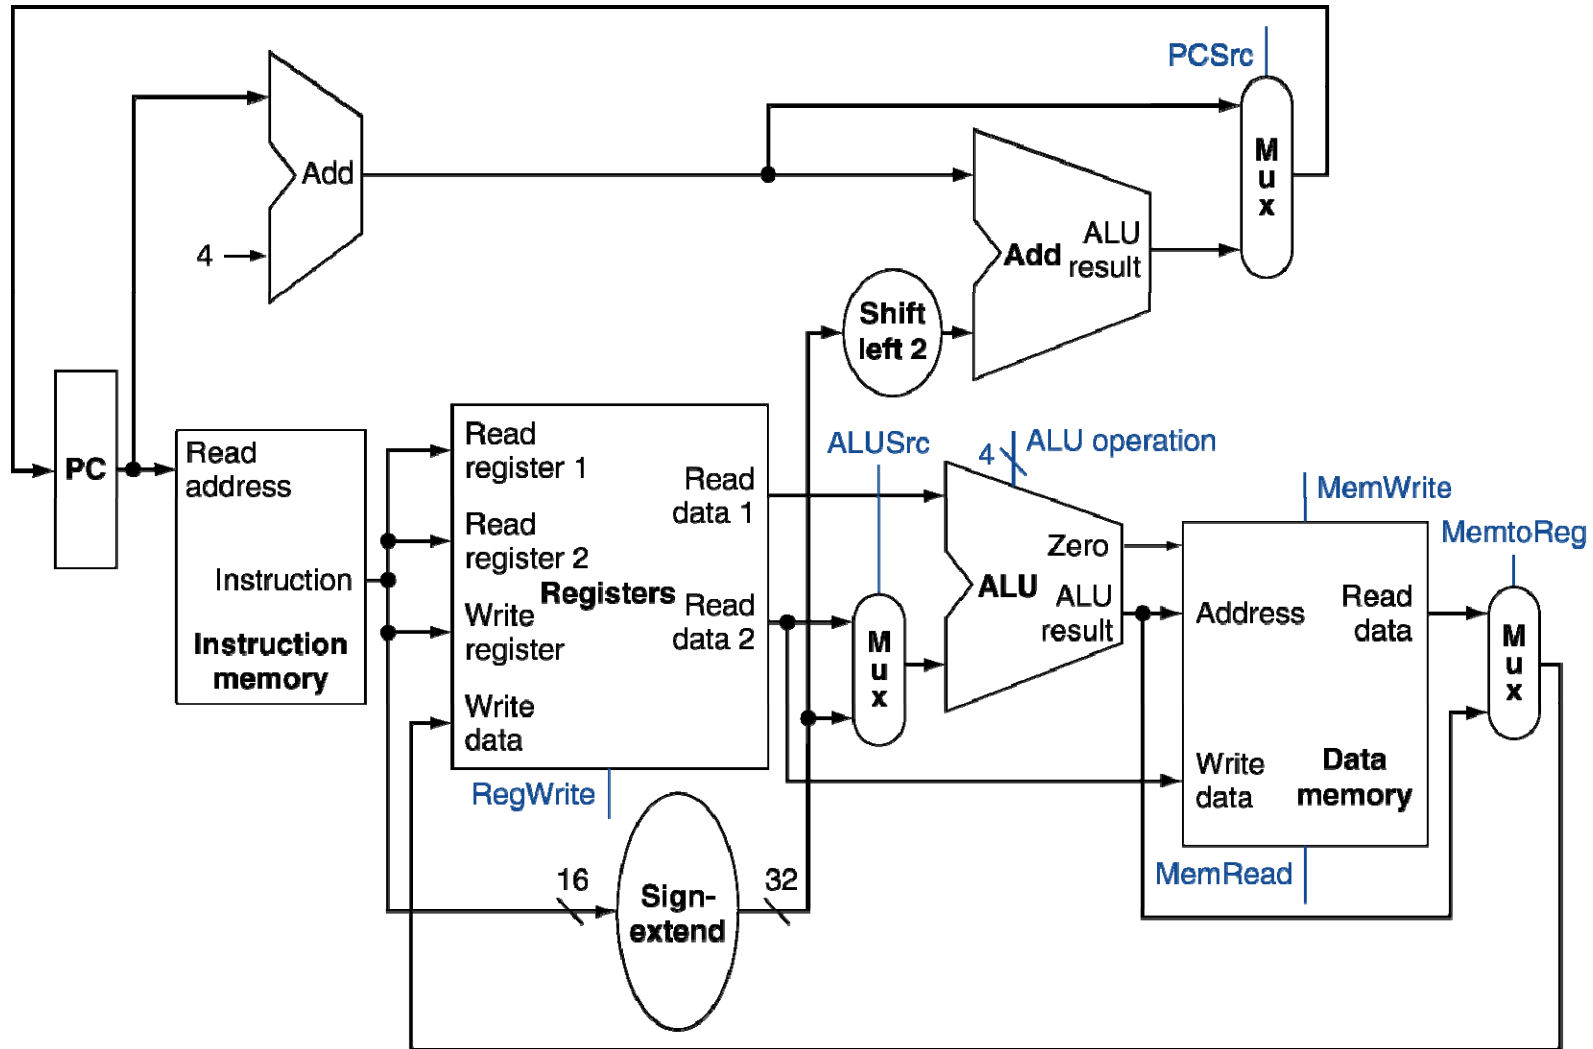 PCSrc
Add
4
M
u
x
Add
ALU
result
Shift
left 2
PC
Read
address
Instruction
Instruction
memory
Read
register 1
Read
register 2
Write
register
Write
data
Registers
Read
data 1
Read
data 2
RegWrite
16
Sign-
extend
32
ALUSrc
M
u
x
4
ALU operation
Zero
ALU
ALU
result
MemWrite
Address
Read
data
Write
data
Data
memory
MemRead
MemtoReg
M
u
x